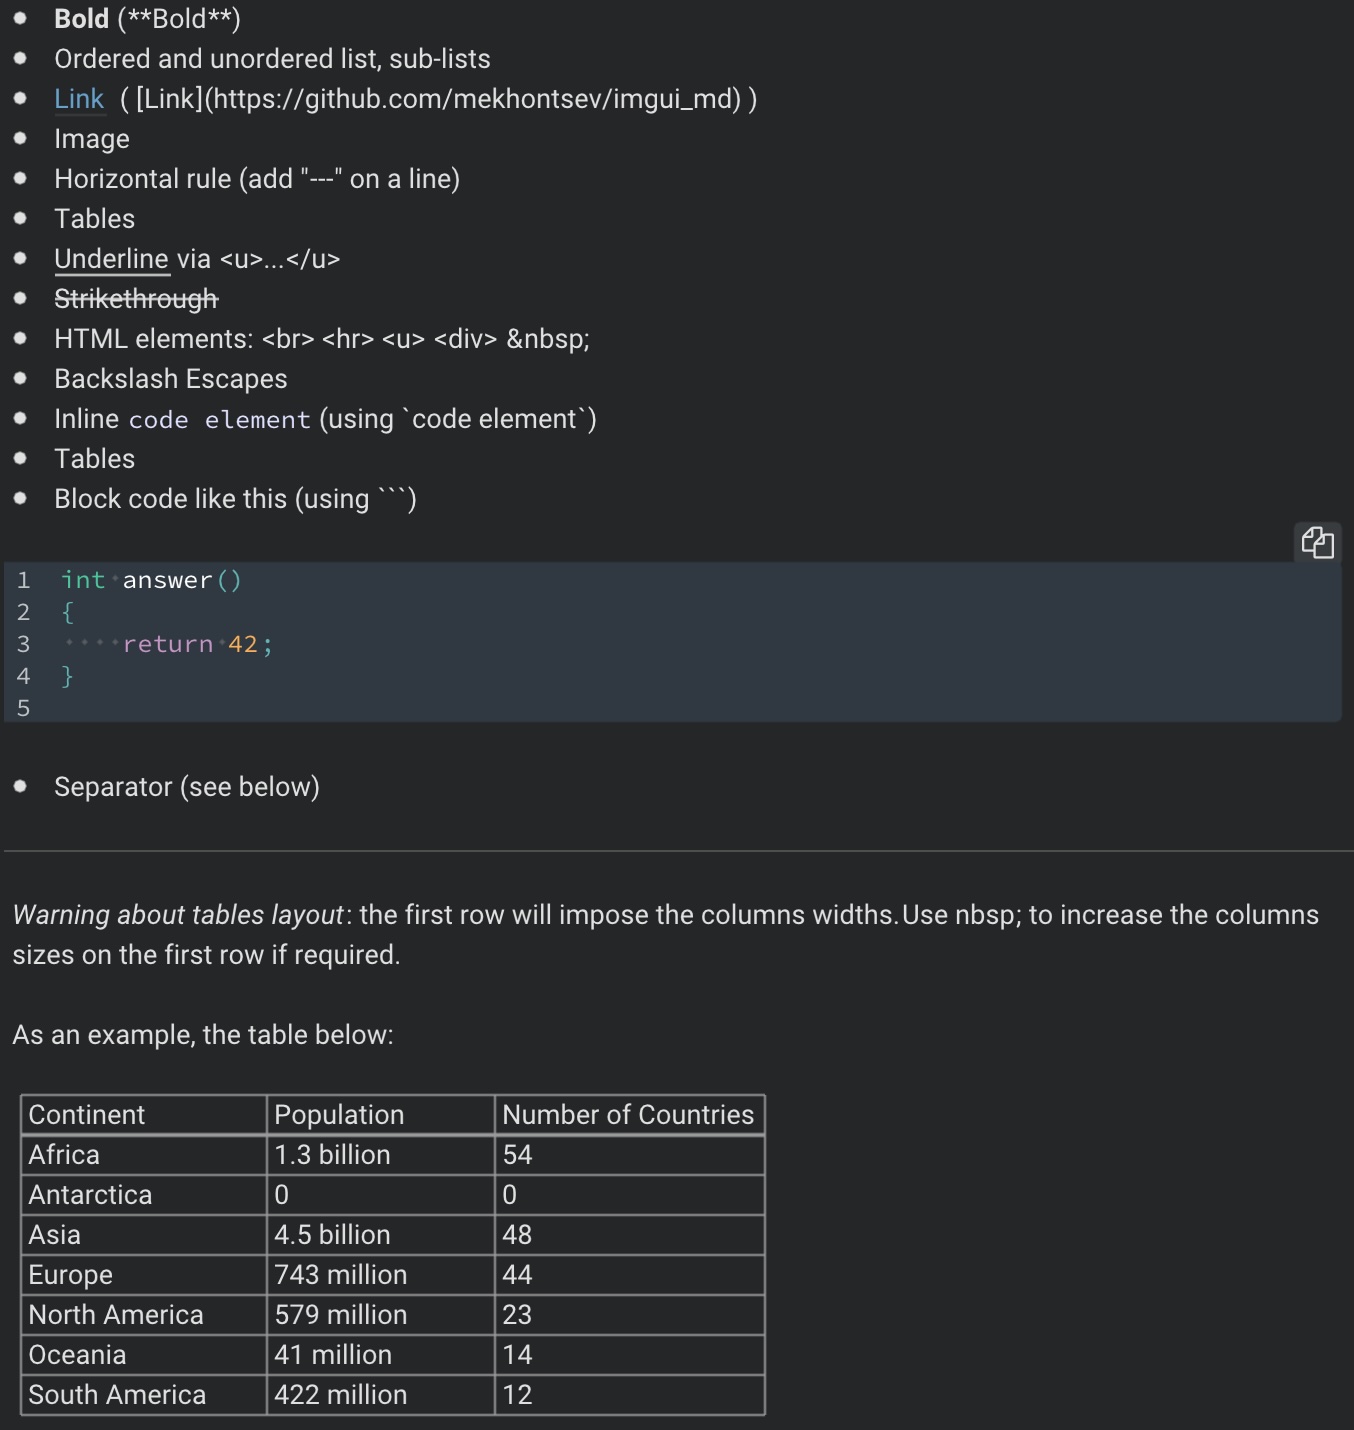 Bold (**Bold**)
Ordered and unordered list, sub-lists
Link ( [Link](https://github.com/mekhontsev/imgui_md) )
Image
Horizontal rule (add "---" on a line)
Tables
Underline via <u>...</u>
Strikethrough
HTML elements: <br> <hr> <u> <div> &nbsp;
Backslash Escapes
Inline code element (using `code element`)
Tables
Block code like this (using ```)
1 int answer()
2 {
3     return 42;
4 }
5
Separator (see below)
Warning about tables layout: the first row will impose the columns widths.Use nbsp; to increase the columns
sizes on the first row if required.
As an example, the table below:
Continent Population Number of Countries
Africa 1.3 billion 54
Antarctica 0 0
Asia 4.5 billion 48
Europe 743 million 44
North America 579 million 23
Oceania 41 million 14
South America 422 million 12